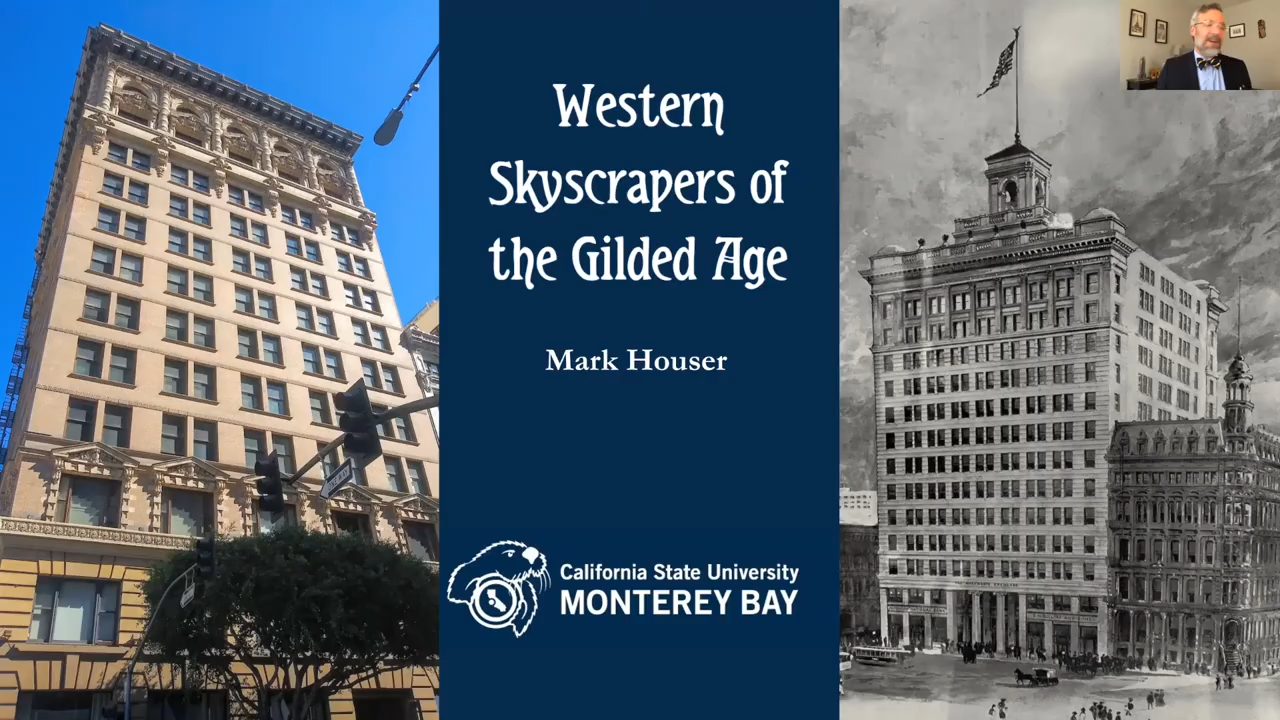 Western
Skyscrapers of
the Gilded Age
Mark Houser
California State University
MONTEREY BAY